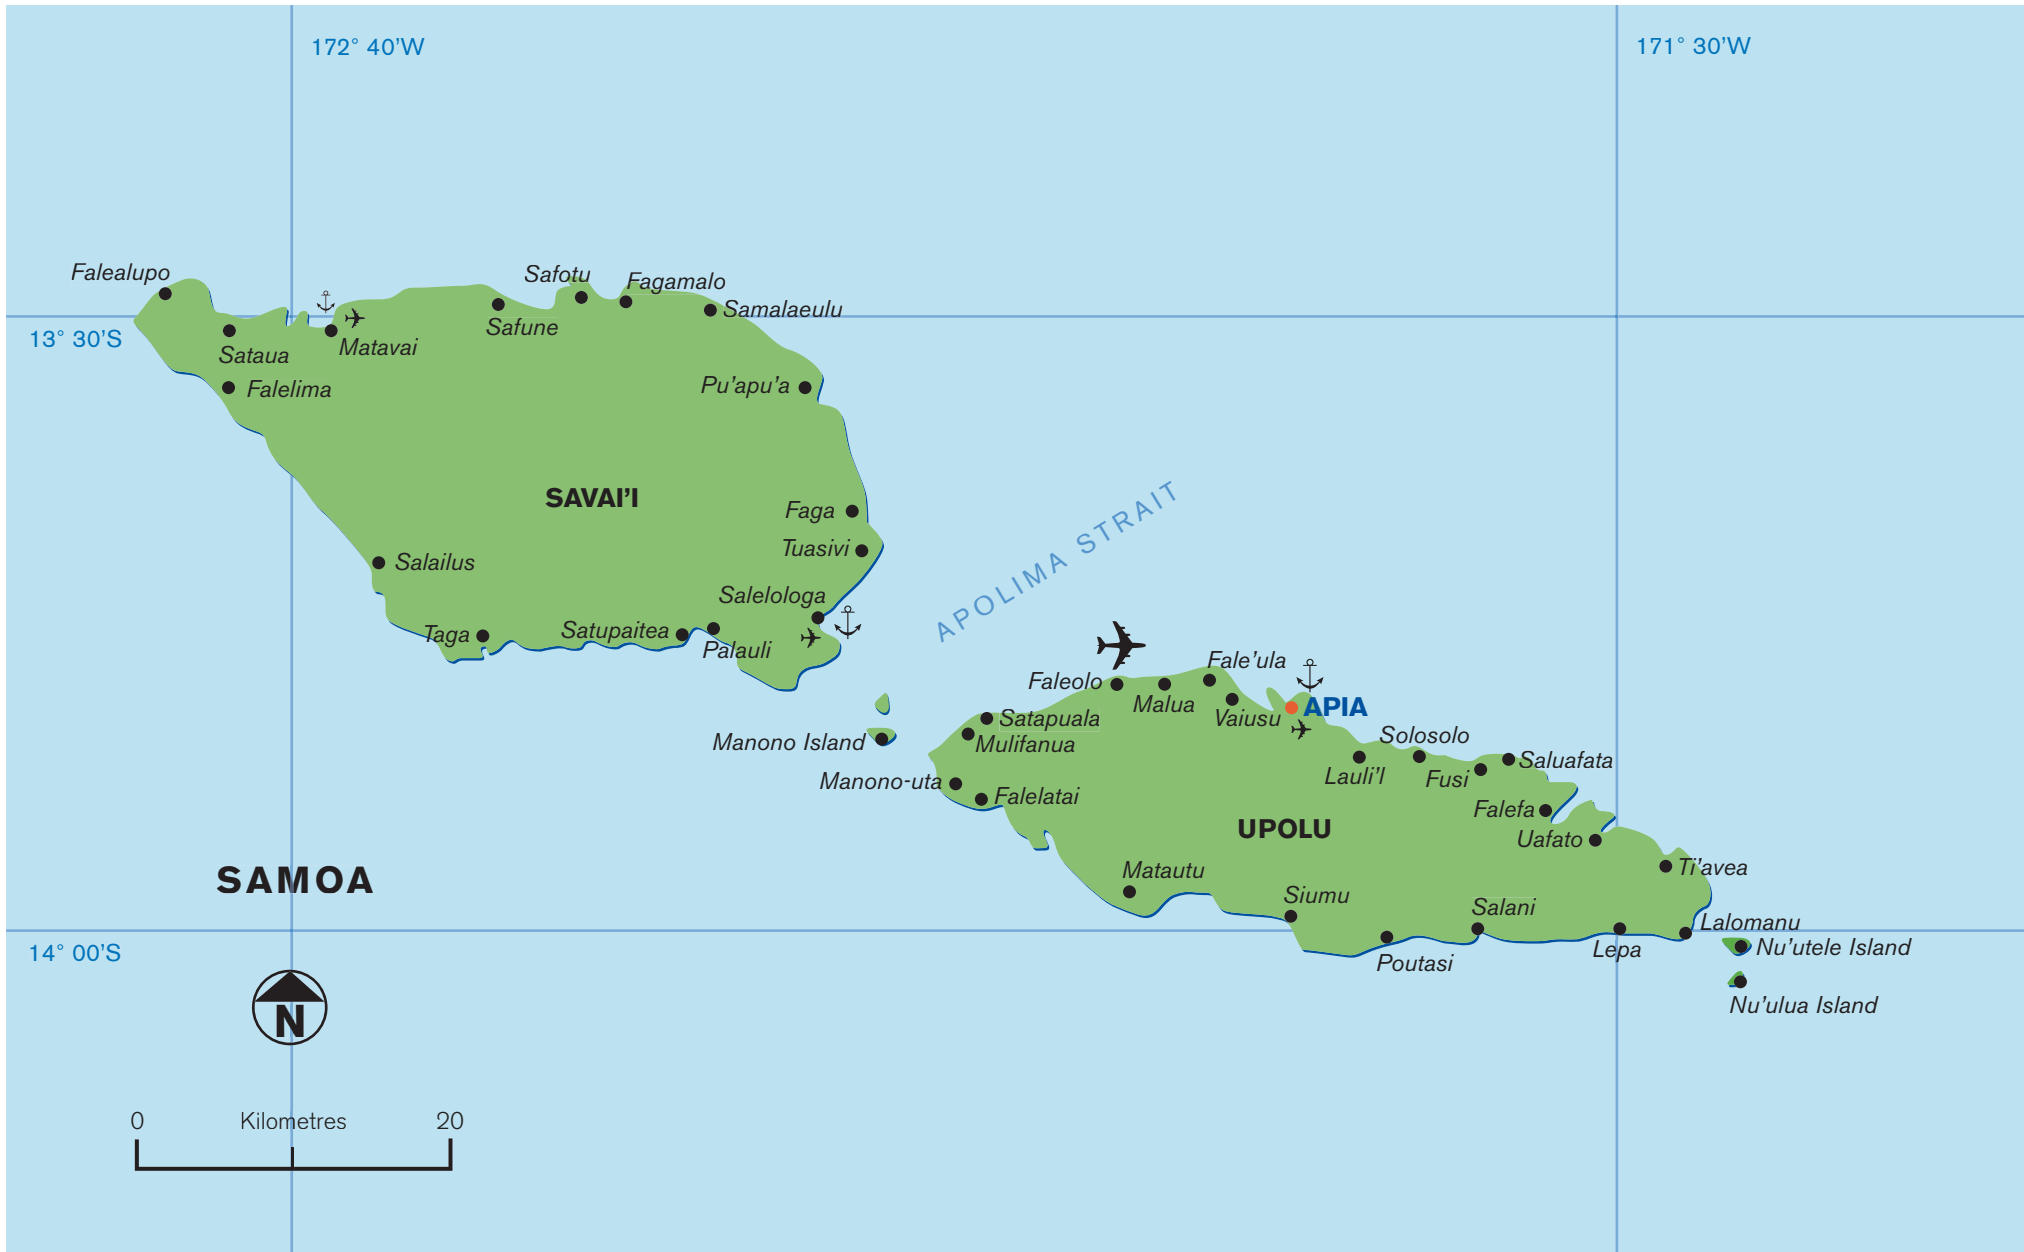 172° 40’W
171° 30’W
Falealupo
Safotu
Fagamalo
Samalaeulu
Safune
13° 30’S
Sataua
Matavai
Falelima
Pu’apu’a
SAVAI’I
Faga
Tuasivi
APOLIMA STRAIT
Salailus
Salelologa
Taga
Satupaitea
Palauli
Fale’ula
Faleolo
Malua
Vaiusu
APIA
Satapuala
Manono Island
Mulifanua
Solosolo
Lauli’l
Fusi
Saluafata
Manono-uta
Falelatai
Falefa
UPOLU
Uafato
Ti’avea
SAMOA
Matautu
Siumu
Salani
Lalomanu
14° 00’S
Poutasi
Lepa
Nu’utele Island
Nu’ulua Island
N
0 Kilometres 20